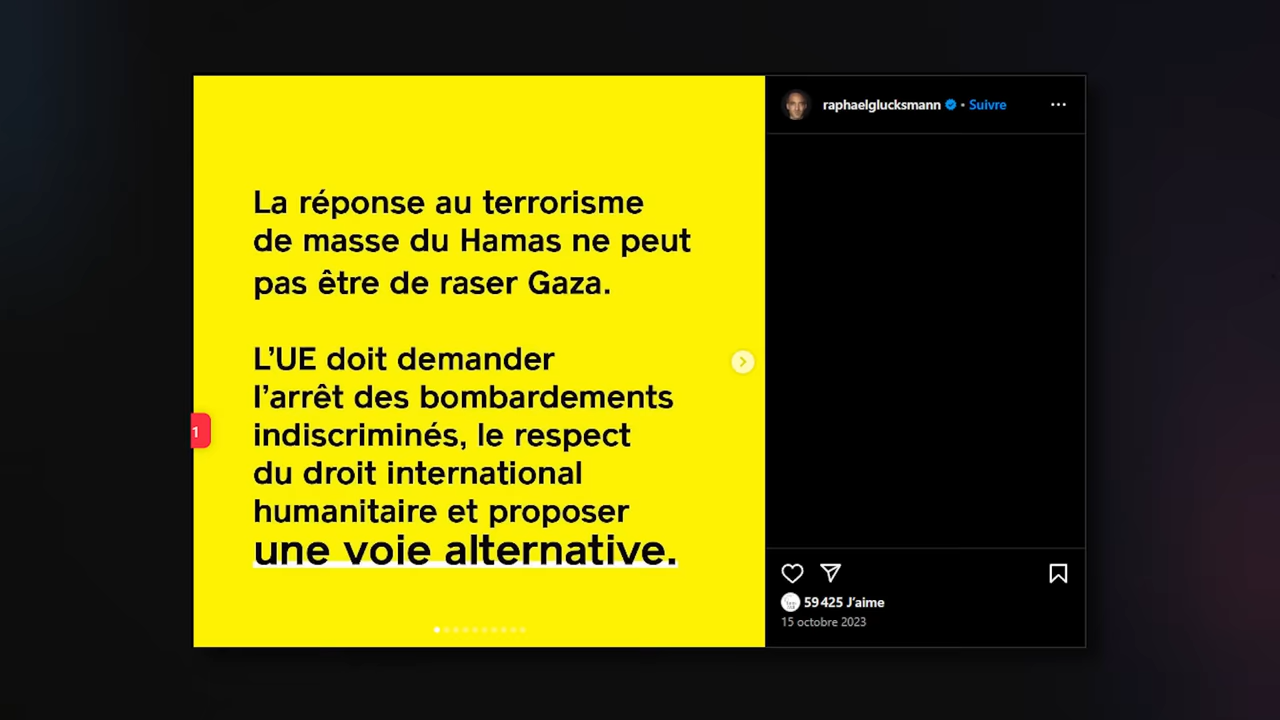 La réponse au terrorisme
de masse du Hamas ne peut
pas être de raser Gaza.
L'UE doit demander
l'arrêt des bombardements
indiscriminés, le respect
du droit international
humanitaire et proposer
une voie alternative.
1
raphaelglucksmann • Suivre
59 425 J'aime
15 octobre 2023